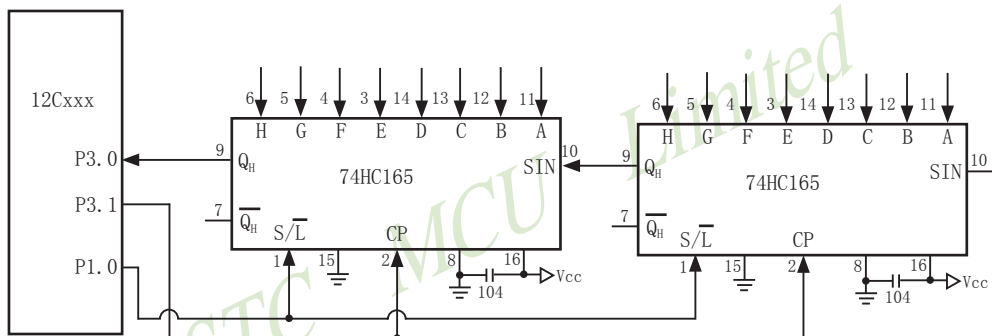 12Cxxx
P3.0
P3.1
P1.0
6 5 4 3 14 13 12 11
H G F E D C B A
9 Q̅H 10
QH SIN
74HC165
7 Q̅H
S/L̅ CP
1 15 2 8 16
104 Vcc
6 5 4 3 14 13 12 11
H G F E D C B A
9 QH SIN 10
74HC165
7 Q̅H
S/L̅ CP
1 15 2 8 16
104 Vcc
STC MCU Limited